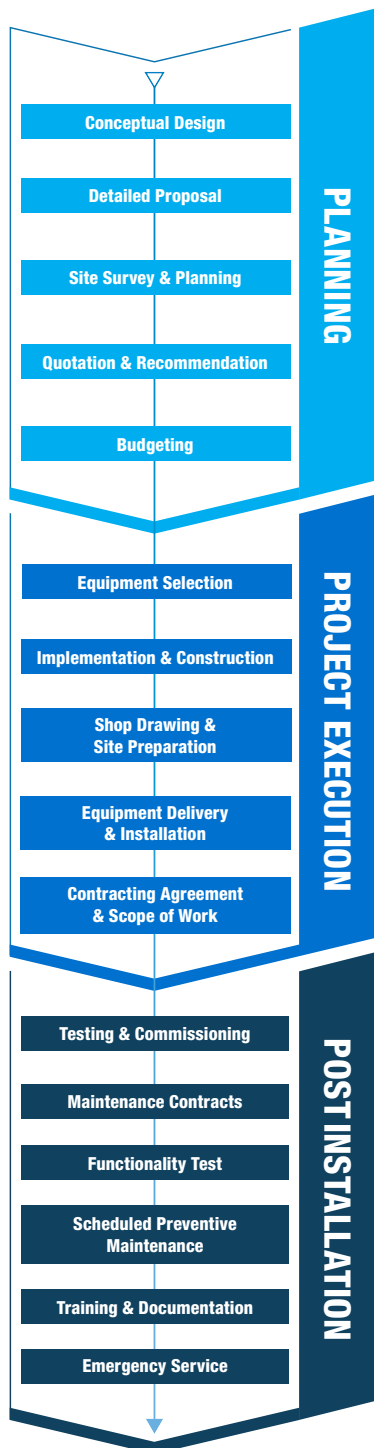 PLANNING
Conceptual Design
Detailed Proposal
Site Survey & Planning
Quotation & Recommendation
Budgeting
PROJECT EXECUTION
Equipment Selection
Implementation & Construction
Shop Drawing &
Site Preparation
Equipment Delivery
& Installation
Contracting Agreement
& Scope of Work
POST INSTALLATION
Testing & Commissioning
Maintenance Contracts
Functionality Test
Scheduled Preventive
Maintenance
Training & Documentation
Emergency Service